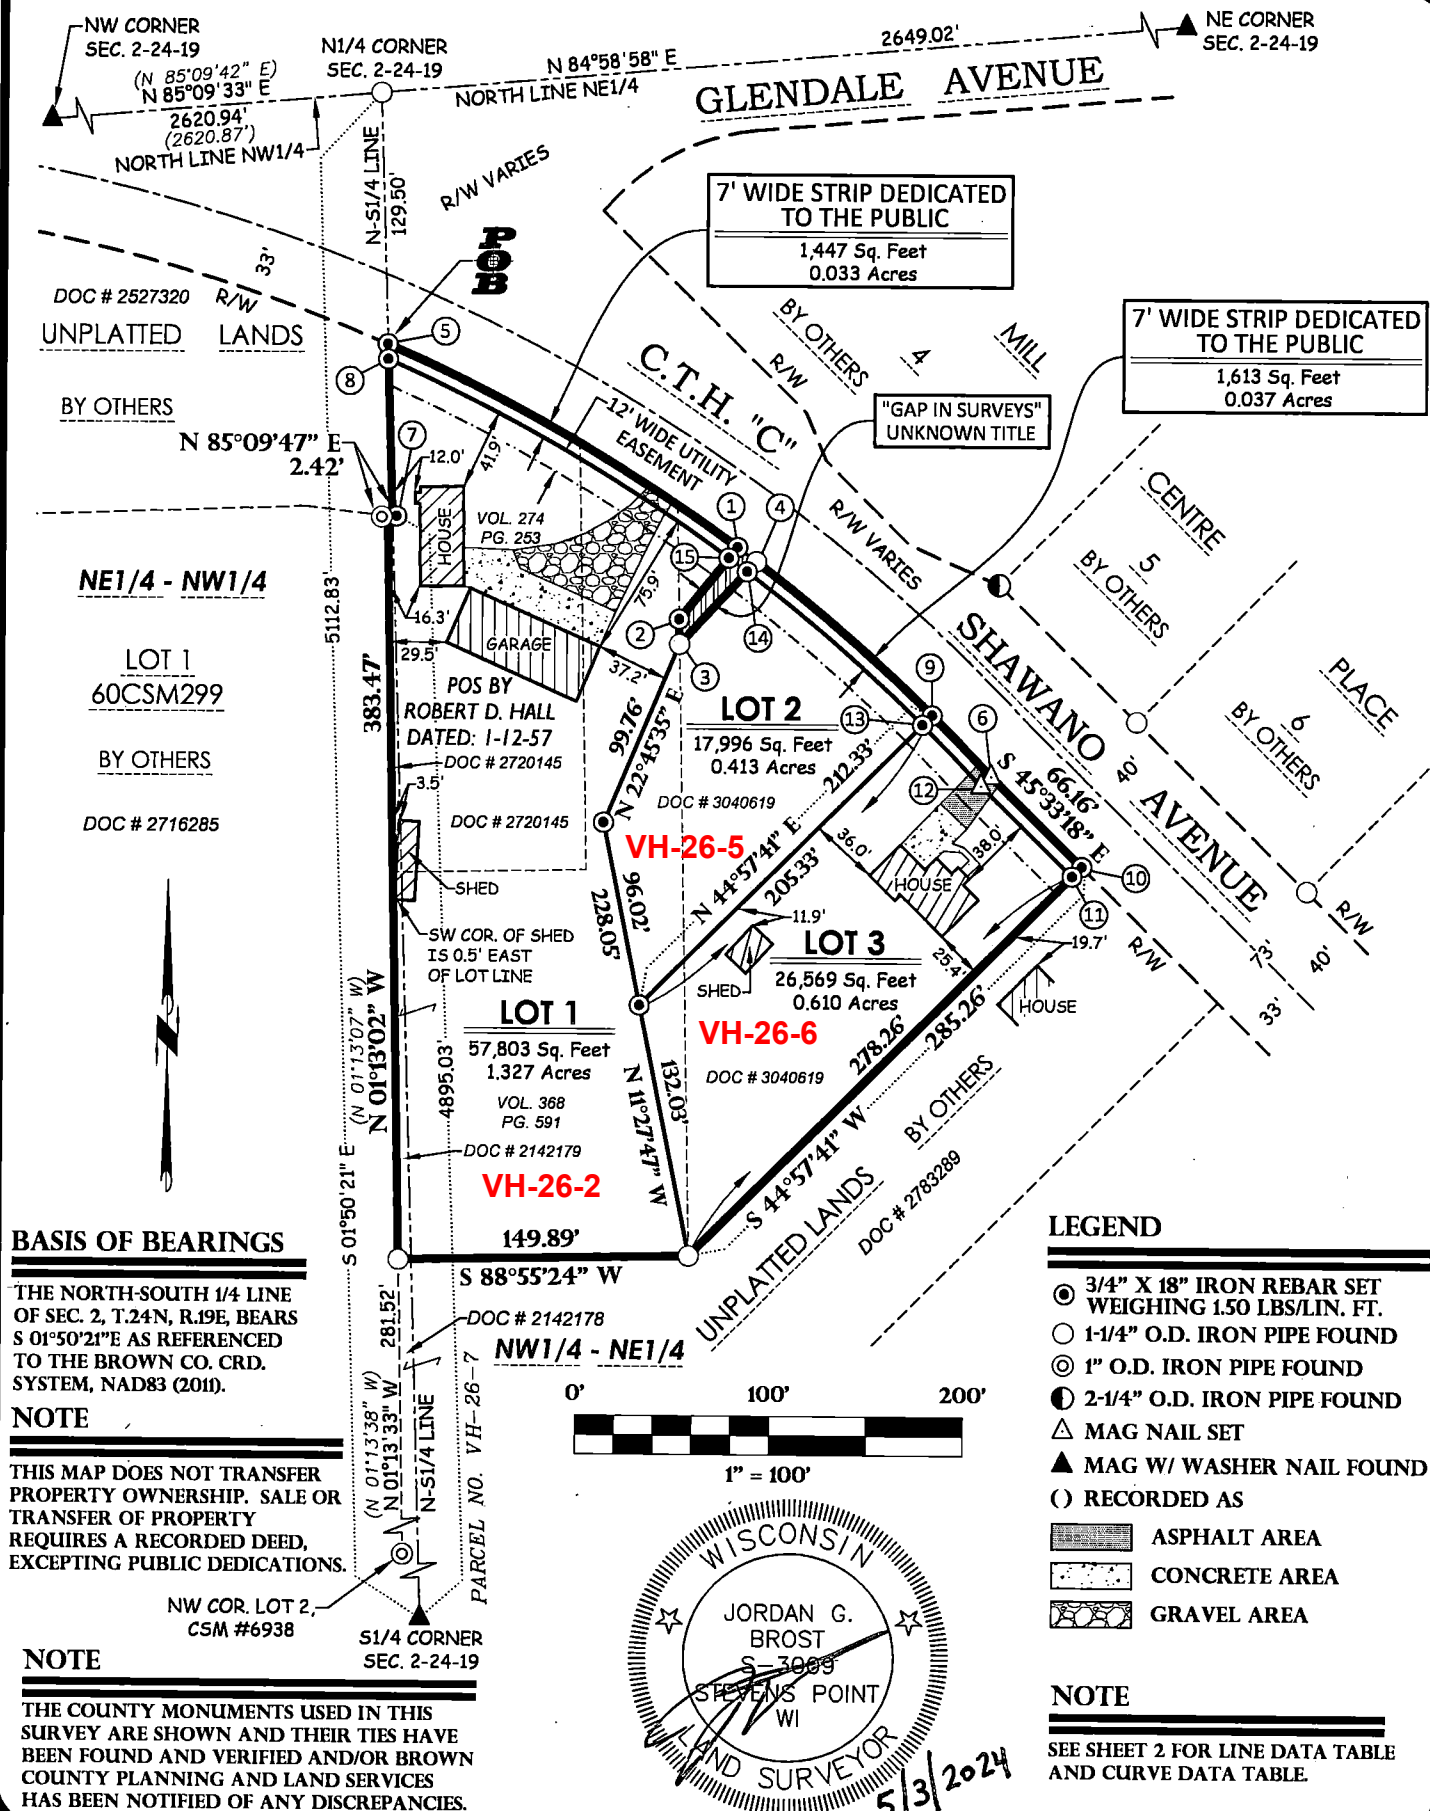 NW CORNER
SEC. 2-24-19
N1/4 CORNER
SEC. 2-24-19
(N 85°09'42" E)
N 85°09'33" E
2620.94'
(2620.87')
NORTH LINE NW1/4
N 84°58'58" E
NORTH LINE NE1/4
2649.02'
NE CORNER
SEC. 2-24-19
GLENDALE AVENUE
N-S1/4 LINE
129.50'
R/W VARIES
7' WIDE STRIP DEDICATED
TO THE PUBLIC
1,447 Sq. Feet
0.033 Acres
POB
33'
R/W
DOC # 2527320
UNPLATTED LANDS
BY OTHERS
5
8
7
N 85°09'47" E
2.42'
12.0'
41.9'
12' WIDE UTILITY
EASEMENT
C.T.H. "C"
BY OTHERS
4
MILL
R/W
7' WIDE STRIP DEDICATED
TO THE PUBLIC
1,613 Sq. Feet
0.037 Acres
"GAP IN SURVEYS"
UNKNOWN TITLE
HOUSE
VOL. 274
PG. 253
1
4
15
R/W VARIES
CENTRE
5
BY OTHERS
PLACE
6
BY OTHERS
NE1/4 - NW1/4
LOT 1
60CSM299
BY OTHERS
DOC # 2716285
5112.83'
383.47'
16.3'
29.5'
GARAGE
75.9'
37.2'
2
3
14
POS BY
ROBERT D. HALL
DATED: 1-12-57
DOC # 2720145
3.5'
DOC # 2720145
SHED
SW COR. OF SHED
IS 0.5' EAST
OF LOT LINE
99.76'
N 22°45'35" E
LOT 2
17,996 Sq. Feet
0.413 Acres
DOC # 3040619
VH-26-5
9
13
6
12
212.33'
N 44°57'41" E
205.33'
SHAWANO AVENUE
66.16'
S 45°33'18" E
40'
36.0'
38.0'
HOUSE
10
11
R/W
R/W
73'
40'
33'
96.02'
228.05'
11.9'
SHED
LOT 3
26,569 Sq. Feet
0.610 Acres
VH-26-6
DOC # 3040619
25.4'
19.7'
HOUSE
LOT 1
57,803 Sq. Feet
1.327 Acres
VOL. 368
PG. 591
DOC # 2142179
VH-26-2
(N 01°13'07" W)
N 01°13'02" W
4895.03'
S 01°50'21" E
132.03'
N 11°27'47" W
278.26'
285.26'
S 44°57'41" W
BY OTHERS
UNPLATTED LANDS
DOC # 2783289
149.89'
S 88°55'24" W
281.52'
DOC # 2142178
NW1/4 - NE1/4
(N 01°13'38" W)
N 01°13'33" W
N-S1/4 LINE
PARCEL NO. VH-26-7
NW COR. LOT 2,
CSM #6938
S1/4 CORNER
SEC. 2-24-19
BASIS OF BEARINGS
THE NORTH-SOUTH 1/4 LINE
OF SEC. 2, T.24N, R.19E, BEARS
S 01°50'21"E AS REFERENCED
TO THE BROWN CO. CRD.
SYSTEM, NAD83 (2011).
NOTE
THIS MAP DOES NOT TRANSFER
PROPERTY OWNERSHIP. SALE OR
TRANSFER OF PROPERTY
REQUIRES A RECORDED DEED,
EXCEPTING PUBLIC DEDICATIONS.
NOTE
THE COUNTY MONUMENTS USED IN THIS
SURVEY ARE SHOWN AND THEIR TIES HAVE
BEEN FOUND AND VERIFIED AND/OR BROWN
COUNTY PLANNING AND LAND SERVICES
HAS BEEN NOTIFIED OF ANY DISCREPANCIES.
0' 100' 200'
1" = 100'
WISCONSIN
JORDAN G.
BROST
S-3009
STEVENS POINT
WI
LAND SURVEYOR
5/3/2024
LEGEND
3/4" X 18" IRON REBAR SET
WEIGHING 1.50 LBS/LIN. FT.
1-1/4" O.D. IRON PIPE FOUND
1" O.D. IRON PIPE FOUND
2-1/4" O.D. IRON PIPE FOUND
MAG NAIL SET
MAG W/ WASHER NAIL FOUND
( ) RECORDED AS
ASPHALT AREA
CONCRETE AREA
GRAVEL AREA
NOTE
SEE SHEET 2 FOR LINE DATA TABLE
AND CURVE DATA TABLE.